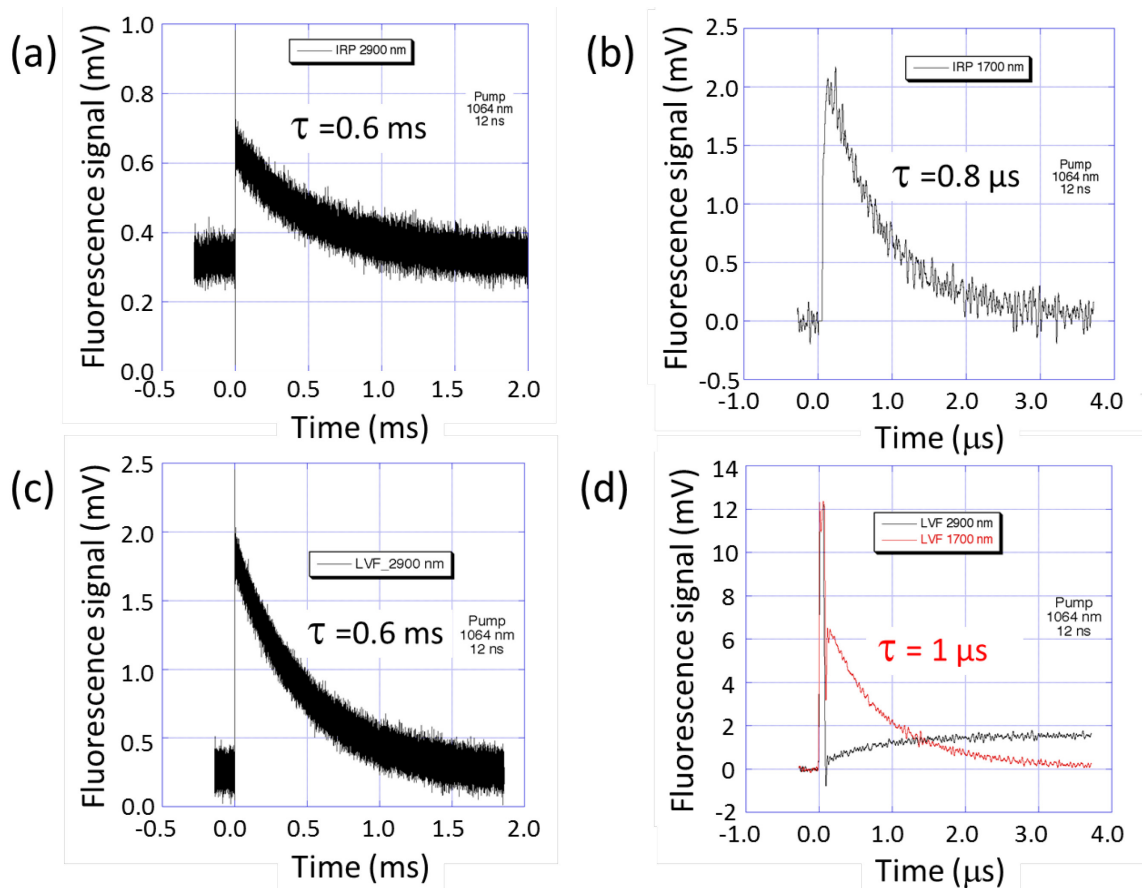 (a)
Fluorescence signal (mV)
1.0
0.8
0.6
0.4
0.2
0.0
IRP 2900 nm
Pump
1064 nm
12 ns
τ =0.6 ms
-0.5 0.0 0.5 1.0 1.5 2.0
Time (ms)
(b)
Fluorescence signal (mV)
2.5
2.0
1.5
1.0
0.5
0.0
-0.5
IRP 1700 nm
Pump
1064 nm
12 ns
τ =0.8 μs
-1.0 0.0 1.0 2.0 3.0 4.0
Time (μs)
(c)
Fluorescence signal (mV)
2.5
2.0
1.5
1.0
0.5
0.0
LVF_2900 nm
τ =0.6 ms
Pump
1064 nm
12 ns
-0.5 0.0 0.5 1.0 1.5 2.0
Time (ms)
(d)
Fluorescence signal (mV)
14
12
10
8
6
4
2
0
-2
LVF 2900 nm
LVF 1700 nm
Pump
1064 nm
12 ns
τ = 1 μs
-1.0 0.0 1.0 2.0 3.0 4.0
Time (μs)